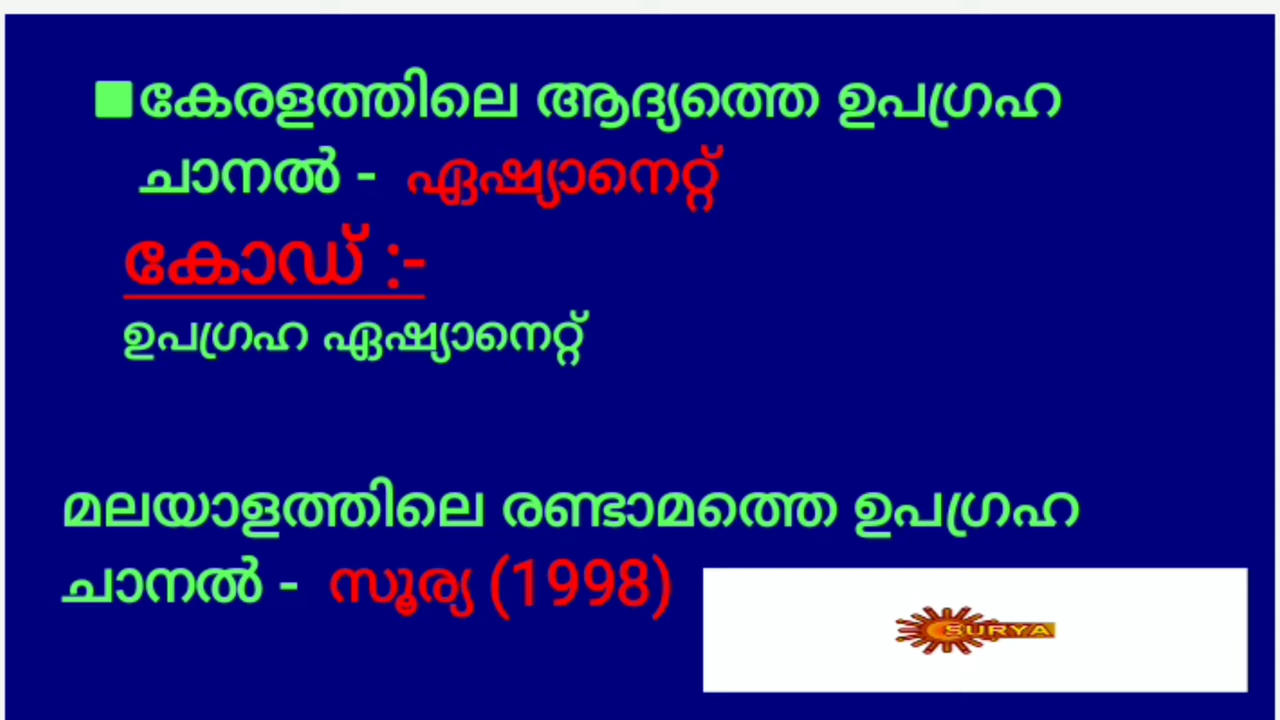 കേരളത്തിലെ ആദ്യത്തെ ഉപഗ്രഹ
ചാനൽ - ഏഷ്യാനെറ്റ്
കോഡ് :-
ഉപഗ്രഹ ഏഷ്യാനെറ്റ്
മലയാളത്തിലെ രണ്ടാമത്തെ ഉപഗ്രഹ
ചാനൽ - സൂര്യ (1998)
SURYA